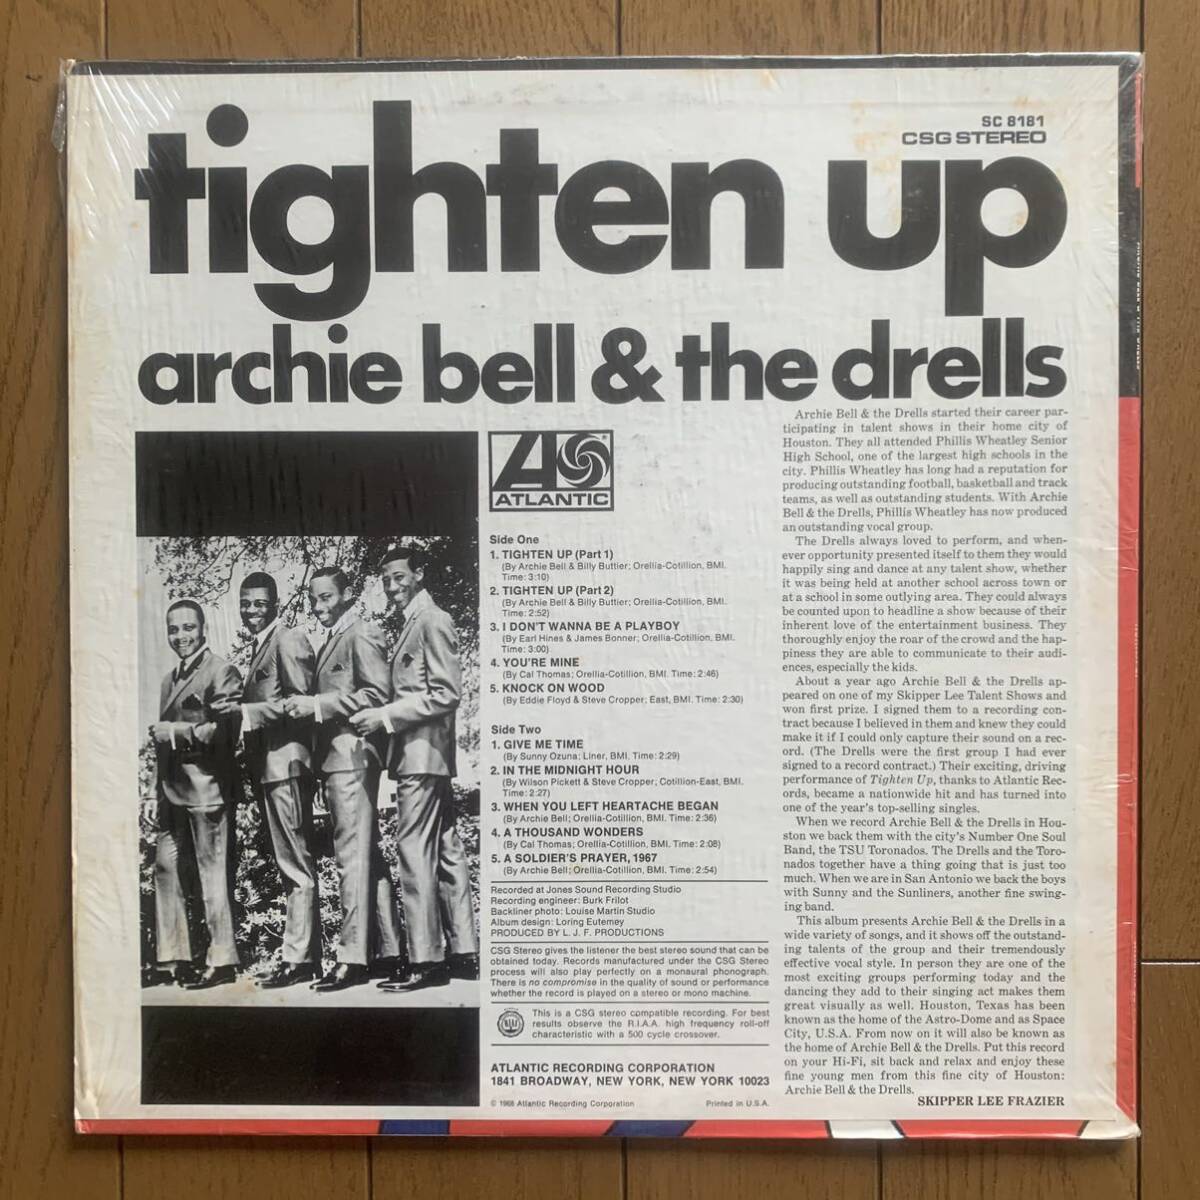 SC 8181
CSG STEREO
tighten up
archie bell & the drells
ATLANTIC
Side One
1. TIGHTEN UP (Part 1)
(By Archie Bell & Billy Buttier; Orellia-Cotillion, BMI.
Time: 3:10)
2. TIGHTEN UP (Part 2)
(By Archie Bell & Billy Buttier; Orellia-Cotillion, BMI.
Time: 2:52)
3. I DON'T WANNA BE A PLAYBOY
(By Earl Hines & James Bonner; Orellia-Cotillion, BMI.
Time: 3:00)
4. YOU'RE MINE
(By Cal Thomas; Orellia-Cotillion, BMI. Time: 2:46)
5. KNOCK ON WOOD
(By Eddie Floyd & Steve Cropper; East, BMI. Time: 2:30)
Side Two
1. GIVE ME TIME
(By Sunny Ozuna; Liner, BMI. Time: 2:29)
2. IN THE MIDNIGHT HOUR
(By Wilson Pickett & Steve Cropper; Cotillion-East, BMI.
Time: 2:27)
3. WHEN YOU LEFT HEARTACHE BEGAN
(By Archie Bell; Orellia-Cotillion, BMI. Time: 2:36)
4. A THOUSAND WONDERS
(By Cal Thomas; Orellia-Cotillion, BMI. Time: 2:08)
5. A SOLDIER'S PRAYER, 1967
(By Archie Bell; Orellia-Cotillion, BMI. Time: 2:54)
Recorded at Jones Sound Recording Studio
Recording engineer: Burk Frilot
Backliner photo: Louise Martin Studio
Album design: Loring Eutemey
PRODUCED BY L. J. F. PRODUCTIONS
CSG Stereo gives the listener the best stereo sound that can be
obtained today. Records manufactured under the CSG Stereo
process will also play perfectly on a monaural phonograph.
There is no compromise in the quality of sound or performance
whether the record is played on a stereo or mono machine.
This is a CSG stereo compatible recording. For best
results observe the R.I.A.A. high frequency roll-off
characteristic with a 500 cycle crossover.
ATLANTIC RECORDING CORPORATION
1841 BROADWAY, NEW YORK, NEW YORK 10023
© 1968 Atlantic Recording Corporation Printed in U.S.A.
Archie Bell & the Drells started their career par-
ticipating in talent shows in their home city of
Houston. They all attended Phillis Wheatley Senior
High School, one of the largest high schools in the
city. Phillis Wheatley has long had a reputation for
producing outstanding football, basketball and track
teams, as well as outstanding students. With Archie
Bell & the Drells, Phillis Wheatley has now produced
an outstanding vocal group.
The Drells always loved to perform, and when-
ever opportunity presented itself to them they would
happily sing and dance at any talent show, whether
it was being held at another school across town or
at a school in some outlying area. They could always
be counted upon to headline a show because of their
inherent love of the entertainment business. They
thoroughly enjoy the roar of the crowd and the hap-
piness they are able to communicate to their audi-
ences, especially the kids.
About a year ago Archie Bell & the Drells ap-
peared on one of my Skipper Lee Talent Shows and
won first prize. I signed them to a recording con-
tract because I believed in them and knew they could
make it if I could only capture their sound on a rec-
ord. (The Drells were the first group I had ever
signed to a record contract.) Their exciting, driving
performance of Tighten Up, thanks to Atlantic Rec-
ords, became a nationwide hit and has turned into
one of the year's top-selling singles.
When we record Archie Bell & the Drells in Hou-
ston we back them with the city's Number One Soul
Band, the TSU Toronados. The Drells and the Toro-
nados together have a thing going that is just too
much. When we are in San Antonio we back the boys
with Sunny and the Sunliners, another fine swing-
ing band.
This album presents Archie Bell & the Drells in a
wide variety of songs, and it shows off the outstand-
ing talents of the group and their tremendously
effective vocal style. In person they are one of the
most exciting groups performing today and the
dancing they add to their singing act makes them
great visually as well. Houston, Texas has been
known as the home of the Astro-Dome and as Space
City, U.S.A. From now on it will also be known as
the home of Archie Bell & the Drells. Put this record
on your Hi-Fi, sit back and relax and enjoy these
fine young men from this fine city of Houston:
Archie Bell & the Drells.
SKIPPER LEE FRAZIER